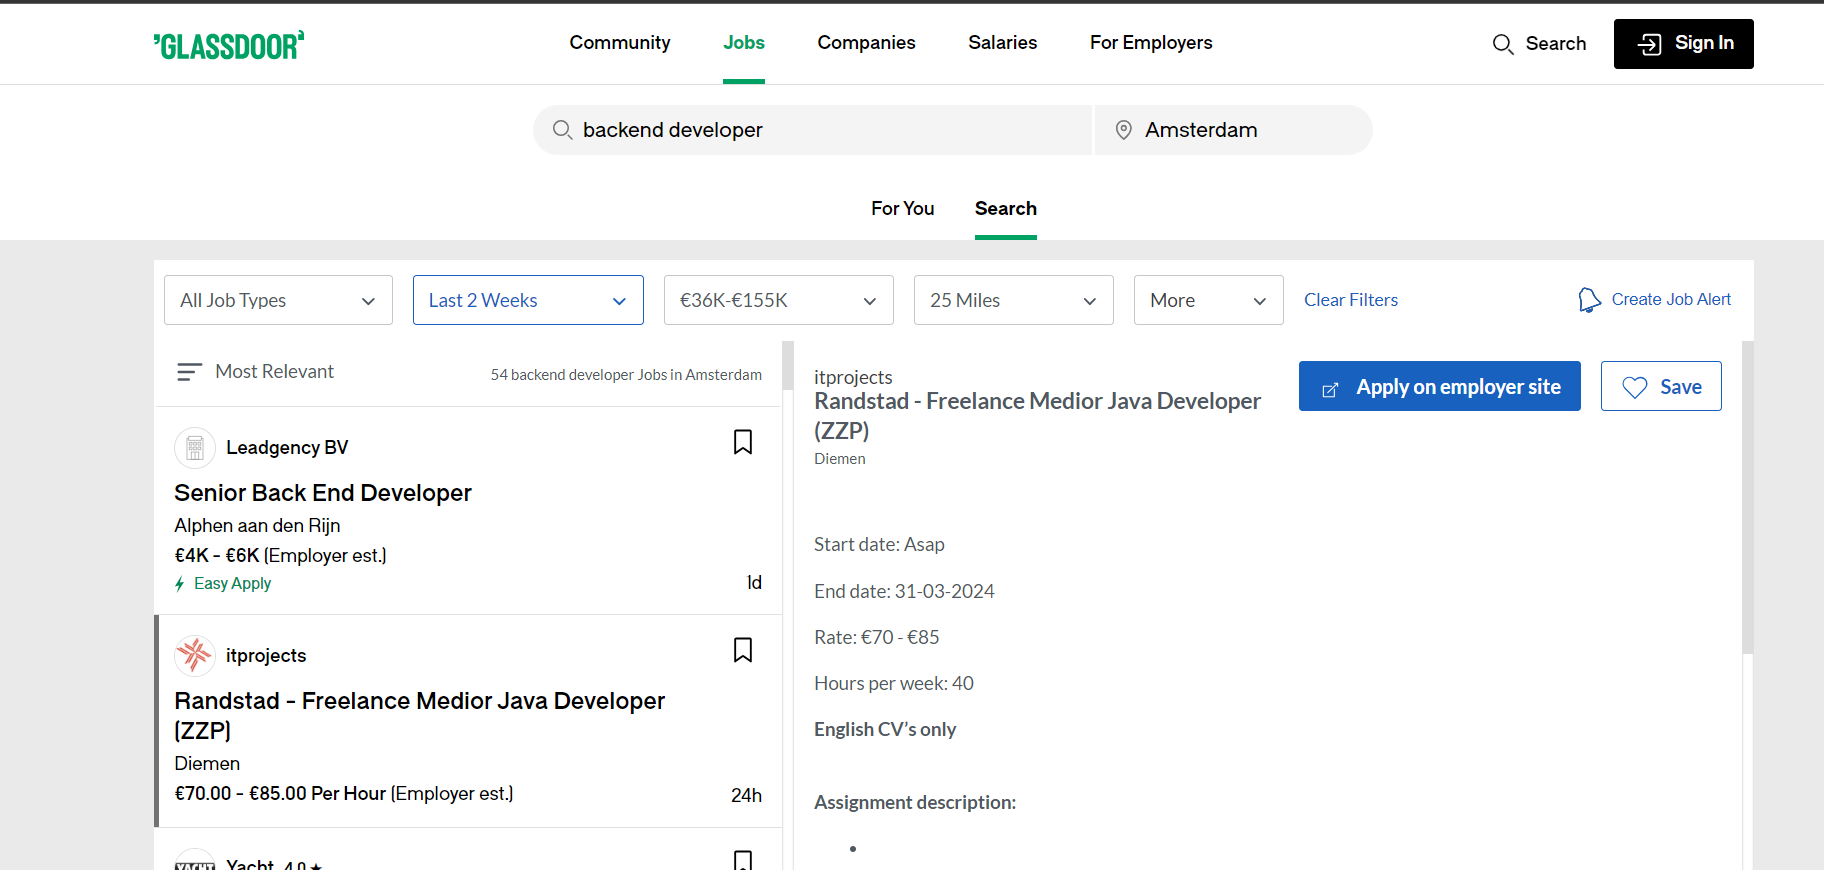 GLASSDOOR
Community
Jobs
Companies
Salaries
For Employers
Search
Sign In
backend developer
Amsterdam
For You
Search
All Job Types
Last 2 Weeks
€36K-€155K
25 Miles
More
Clear Filters
Create Job Alert
Most Relevant
54 backend developer Jobs in Amsterdam
Leadgency BV
Senior Back End Developer
Alphen aan den Rijn
€4K - €6K (Employer est.)
Easy Apply
1d
itprojects
Randstad - Freelance Medior Java Developer
(ZZP)
Diemen
€70.00 - €85.00 Per Hour (Employer est.)
24h
YACHT
Yacht 4.0 ★
itprojects
Randstad - Freelance Medior Java Developer
(ZZP)
Diemen
Apply on employer site
Save
Start date: Asap
End date: 31-03-2024
Rate: €70 - €85
Hours per week: 40
English CV’s only
Assignment description:
•